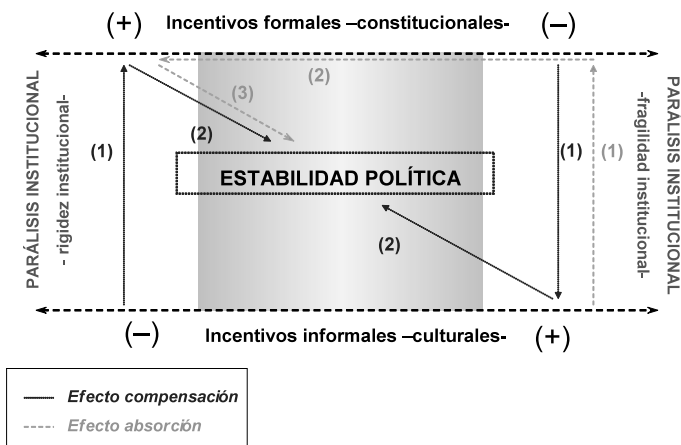 (+) Incentivos formales –constitucionales- (–)
(2)
(3)
(2)
(1)
(1)
(1)
PARÁLISIS INSTITUCIONAL
- rigidez institucional-
ESTABILIDAD POLÍTICA
PARÁLISIS INSTITUCIONAL
-fragilidad institucional-
(2)
(–) Incentivos informales –culturales- (+)
Efecto compensación
Efecto absorción